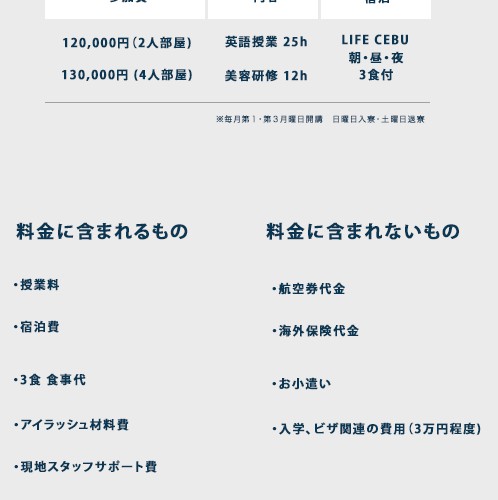 120,000円（2人部屋)
130,000円 (4人部屋)
英語授業 25h
美容研修 12h
LIFE CEBU
朝・昼・夜
3食付
※毎月第1・第3月曜日開講　日曜日入寮・土曜日退寮
料金に含まれるもの
・授業料
・宿泊費
・3食 食事代
・アイラッシュ材料費
・現地スタッフサポート費
料金に含まれないもの
・航空券代金
・海外保険代金
・お小遣い
・入学、ビザ関連の費用（3万円程度)